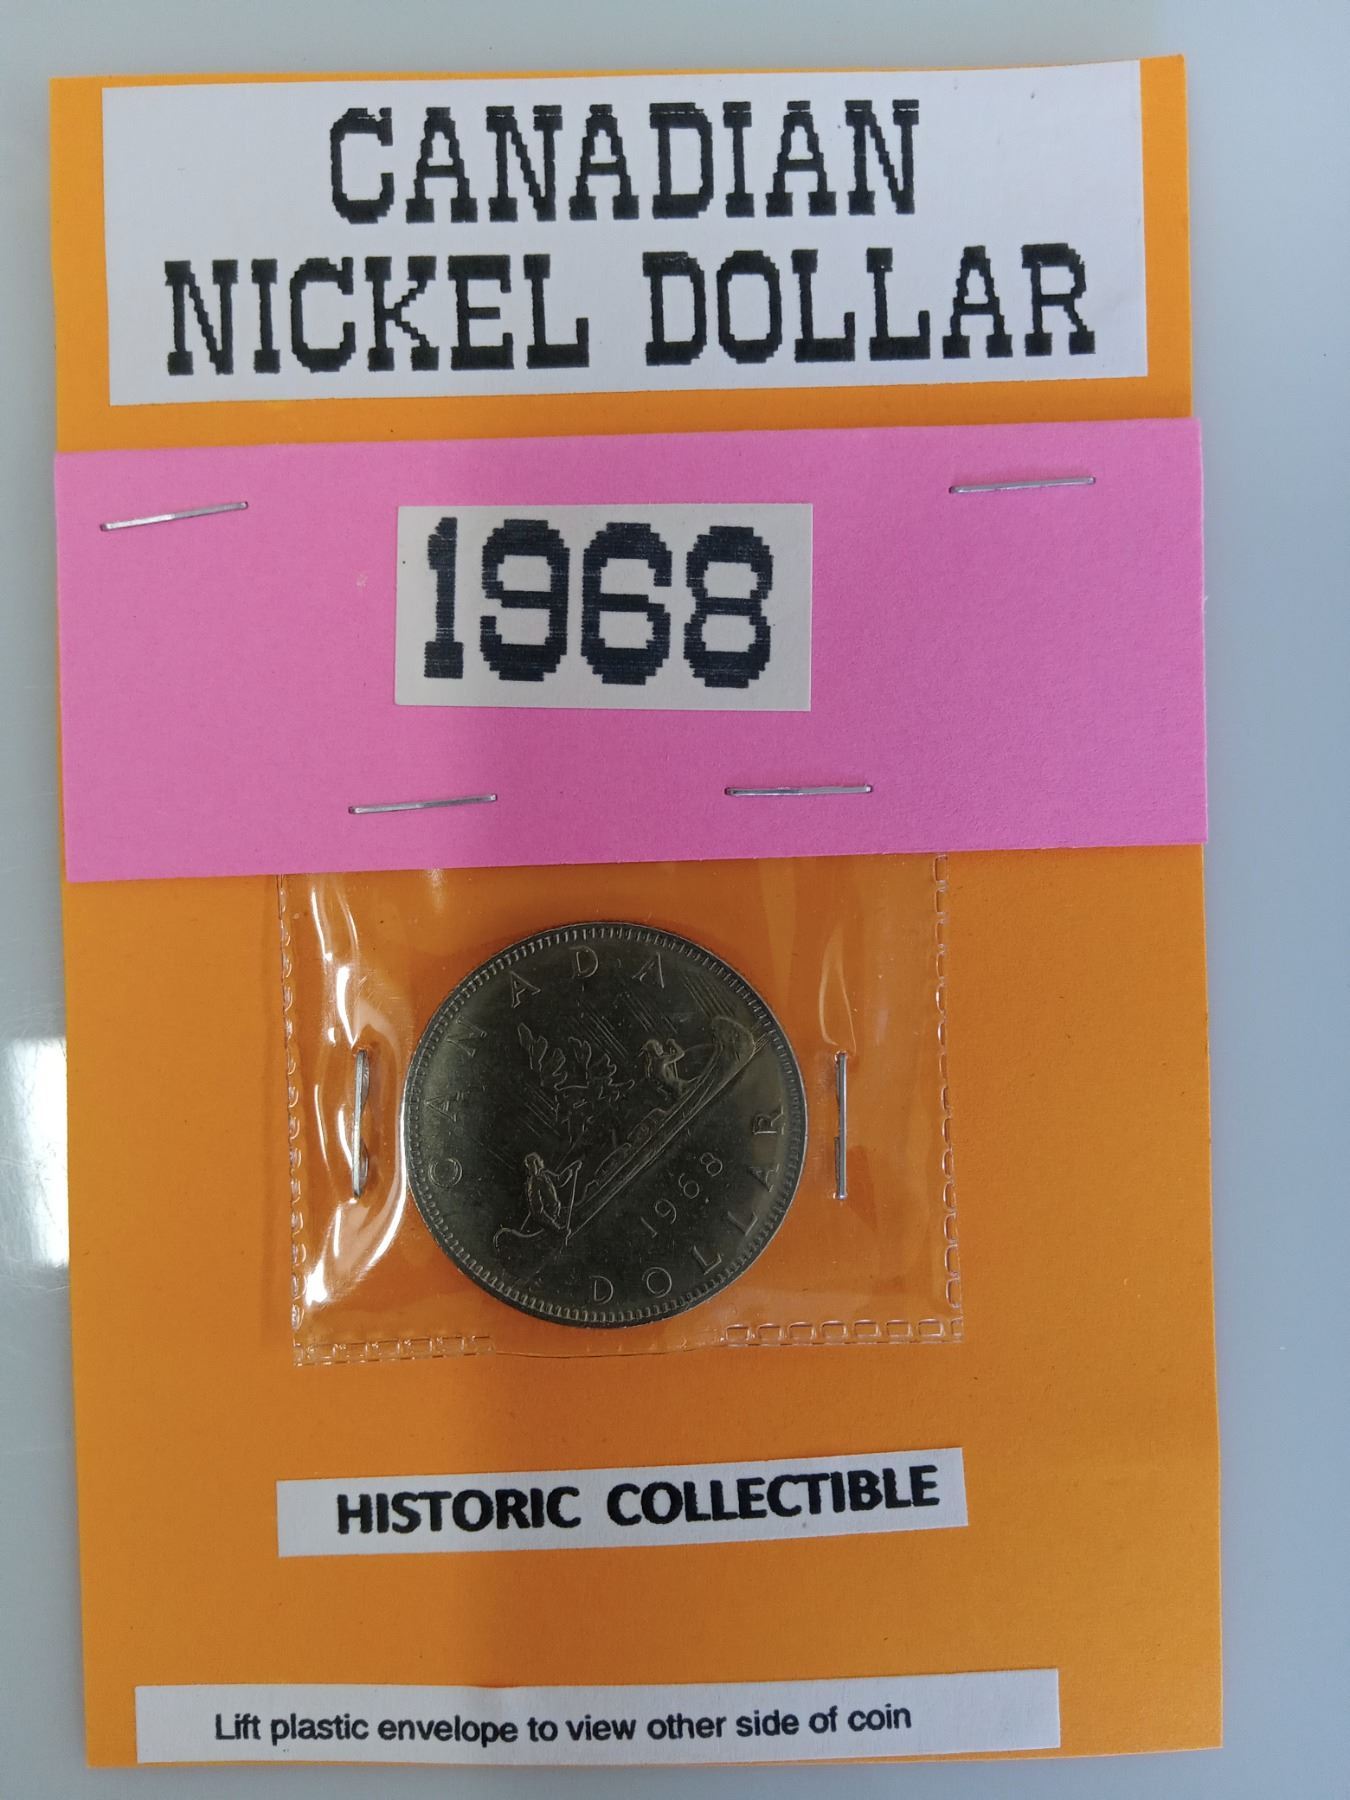 CANADIAN
NICKEL DOLLAR
1968
CANADA
1968
DOLLAR
HISTORIC COLLECTIBLE
Lift plastic envelope to view other side of coin